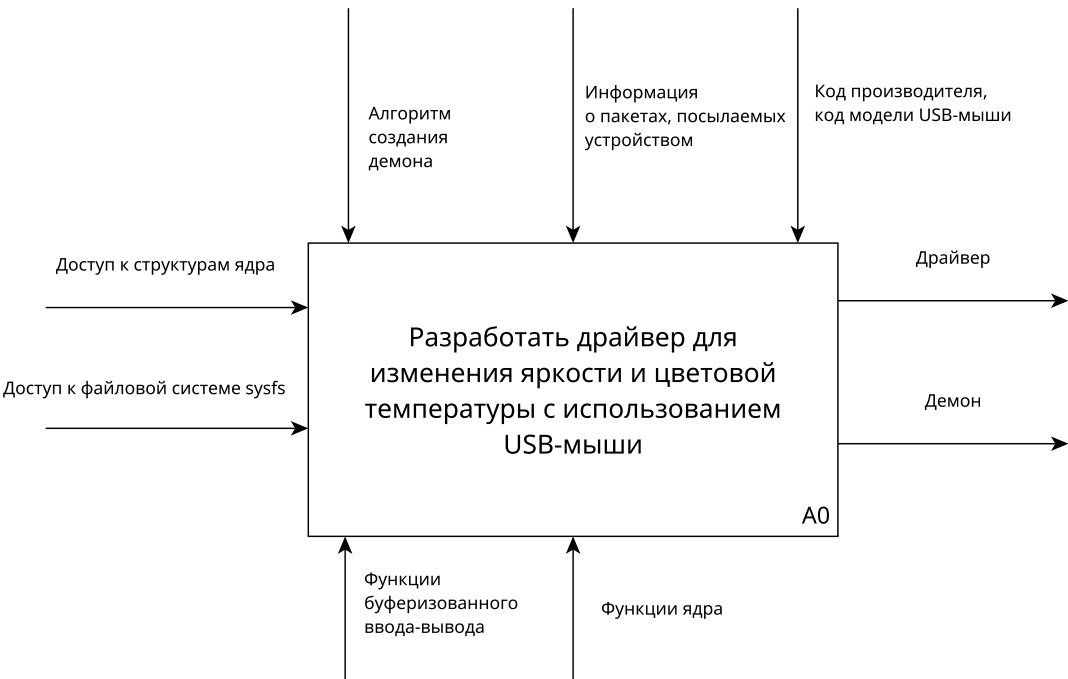 Алгоритм
создания
демона
Информация
о пакетах, посылаемых
устройством
Код производителя,
код модели USB-мыши
Доступ к структурам ядра
Доступ к файловой системе sysfs
Разработать драйвер для
изменения яркости и цветовой
температуры с использованием
USB-мыши
A0
Драйвер
Демон
Функции
буферизованного
ввода-вывода
Функции ядра